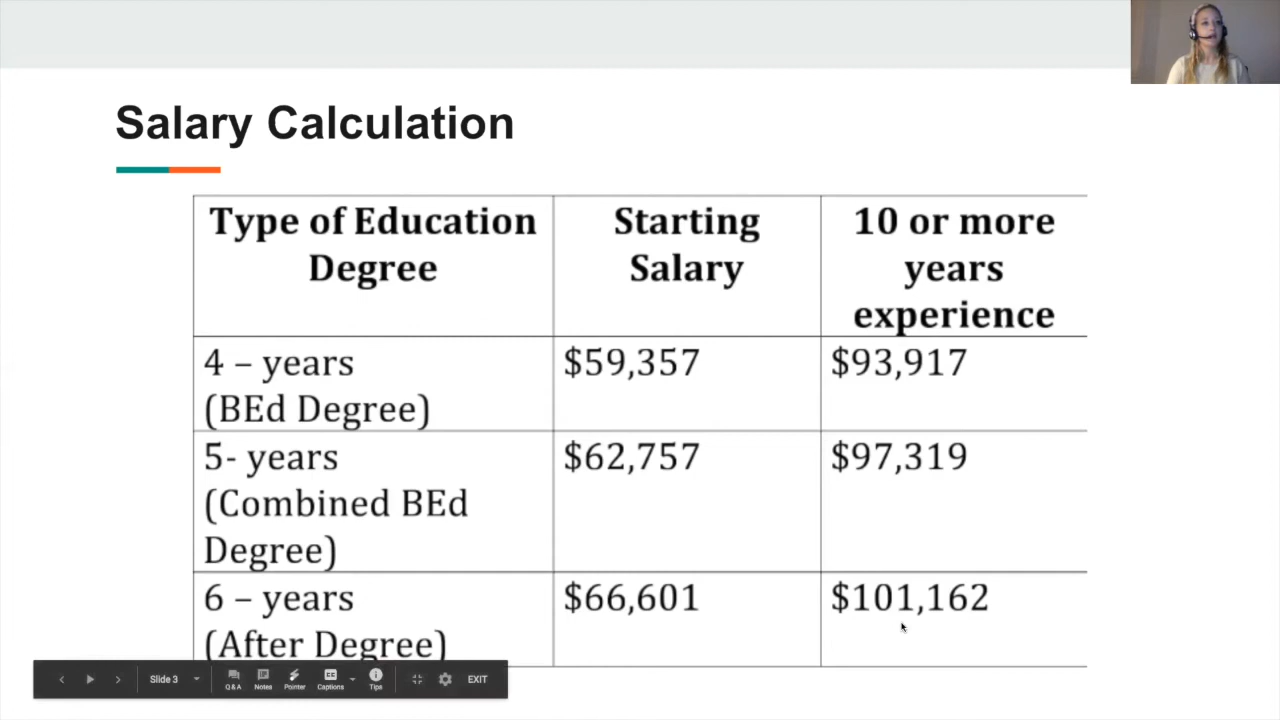 Salary Calculation
Type of Education Degree
Starting Salary
10 or more years experience
4 – years
(BEd Degree)
$59,357
$93,917
5- years
(Combined BEd
Degree)
$62,757
$97,319
6 – years
(After Degree)
$66,601
$101,162
Slide 3
Q & A
Notes
Pointer
CC
Captions
Tips
EXIT